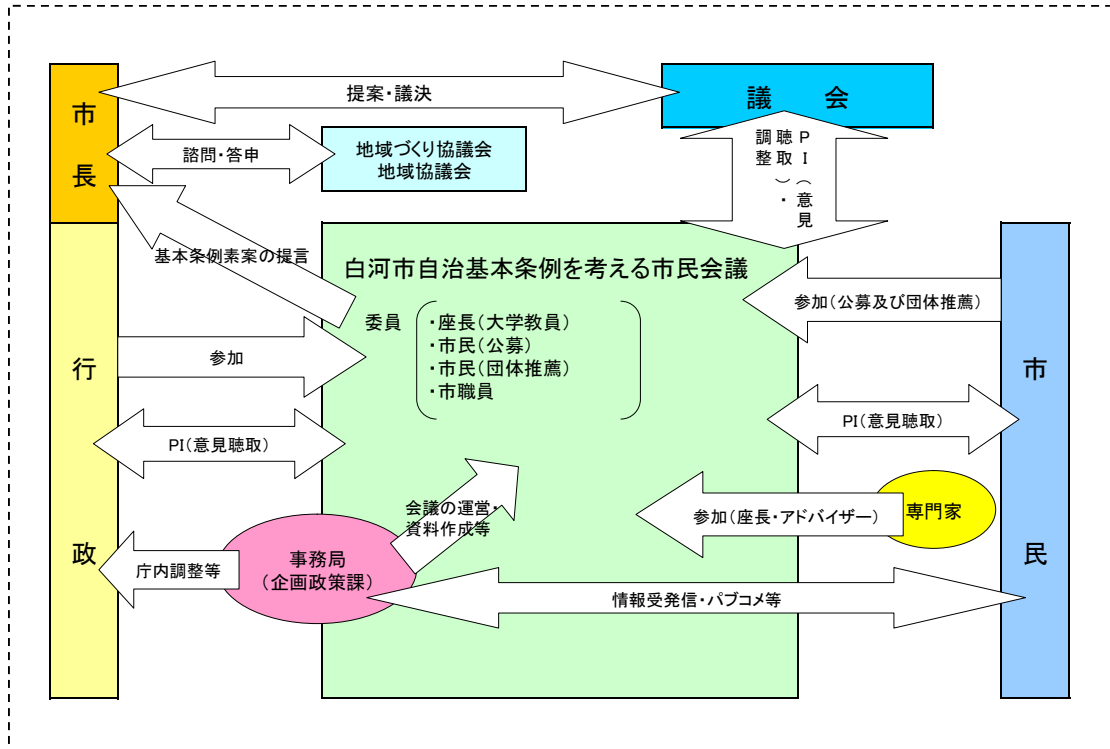 市長
提案・議決
議　会
諮問・答申
地域づくり協議会
地域協議会
PI(意見聴取)・調整
基本条例素案の提言
白河市自治基本条例を考える市民会議
委員
・座長(大学教員)
・市民(公募)
・市民(団体推薦)
・市職員
参加(公募及び団体推薦)
行政
参加
市民
PI(意見聴取)
PI(意見聴取)
会議の運営・
資料作成等
参加(座長・アドバイザー)
専門家
庁内調整等
事務局
(企画政策課)
情報受発信・パブコメ等